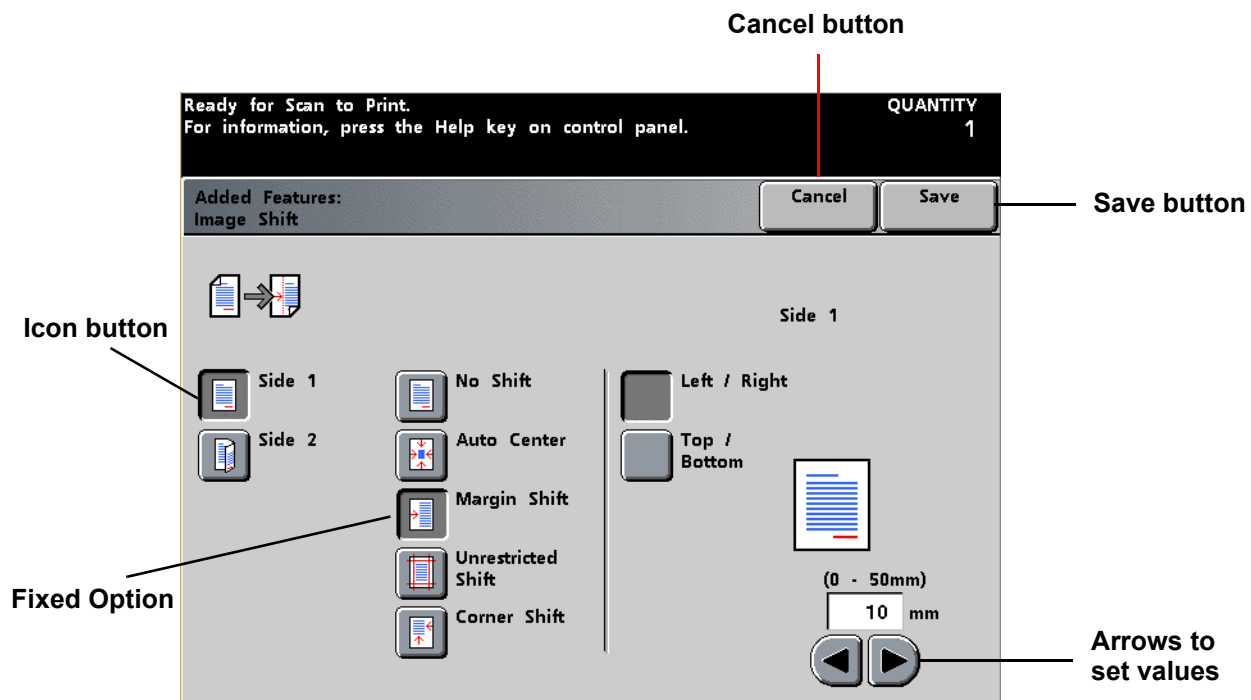 Cancel button
Ready for Scan to Print.
QUANTITY
For information, press the Help key on control panel.
1
Added Features:
Image Shift
Cancel
Save
Save button
Side 1
Icon button
Side 1
No Shift
Left / Right
Side 2
Auto Center
Top /
Bottom
Margin Shift
Unrestricted
Shift
Fixed Option
(0 - 50mm)
10 mm
Corner Shift
Arrows to
set values